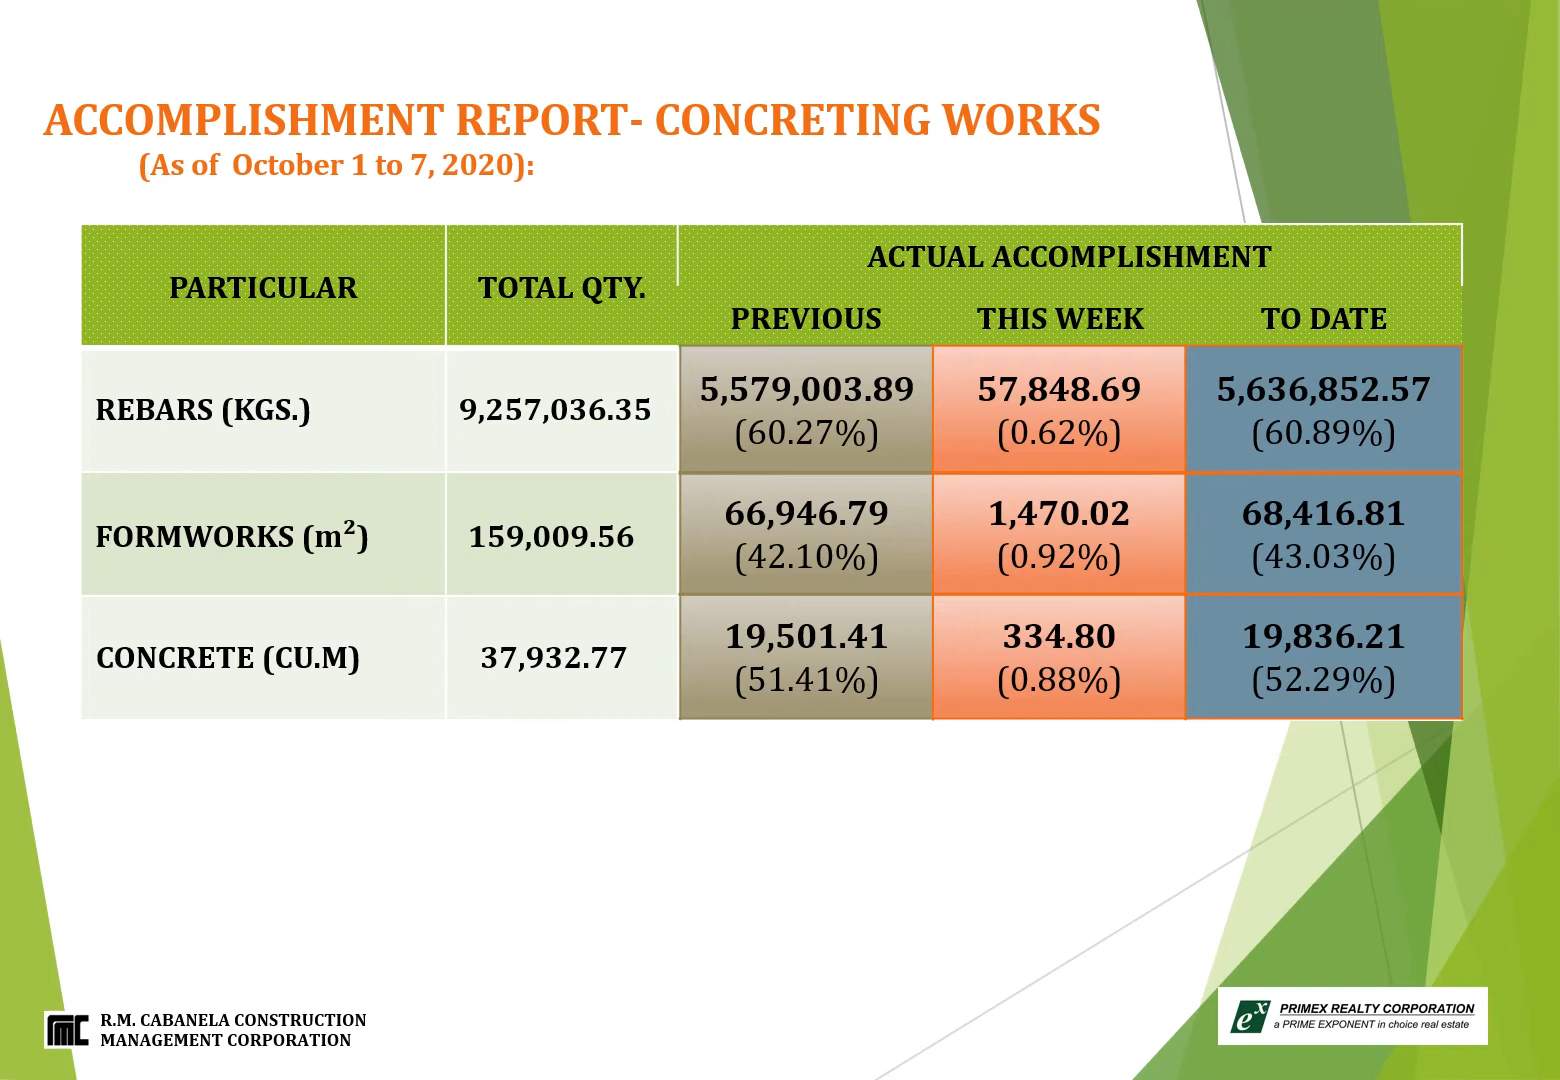 ACCOMPLISHMENT REPORT- CONCRETING WORKS
(As of October 1 to 7, 2020):
PARTICULAR TOTAL QTY. ACTUAL ACCOMPLISHMENT
PREVIOUS THIS WEEK TO DATE
REBARS (KGS.) 9,257,036.35 5,579,003.89 57,848.69 5,636,852.57
(60.27%) (0.62%) (60.89%)
FORMWORKS (m²) 159,009.56 66,946.79 1,470.02 68,416.81
(42.10%) (0.92%) (43.03%)
CONCRETE (CU.M) 37,932.77 19,501.41 334.80 19,836.21
(51.41%) (0.88%) (52.29%)
RMC
R.M. CABANELA CONSTRUCTION
MANAGEMENT CORPORATION
ex PRIMEX REALTY CORPORATION
a PRIME EXPONENT in choice real estate